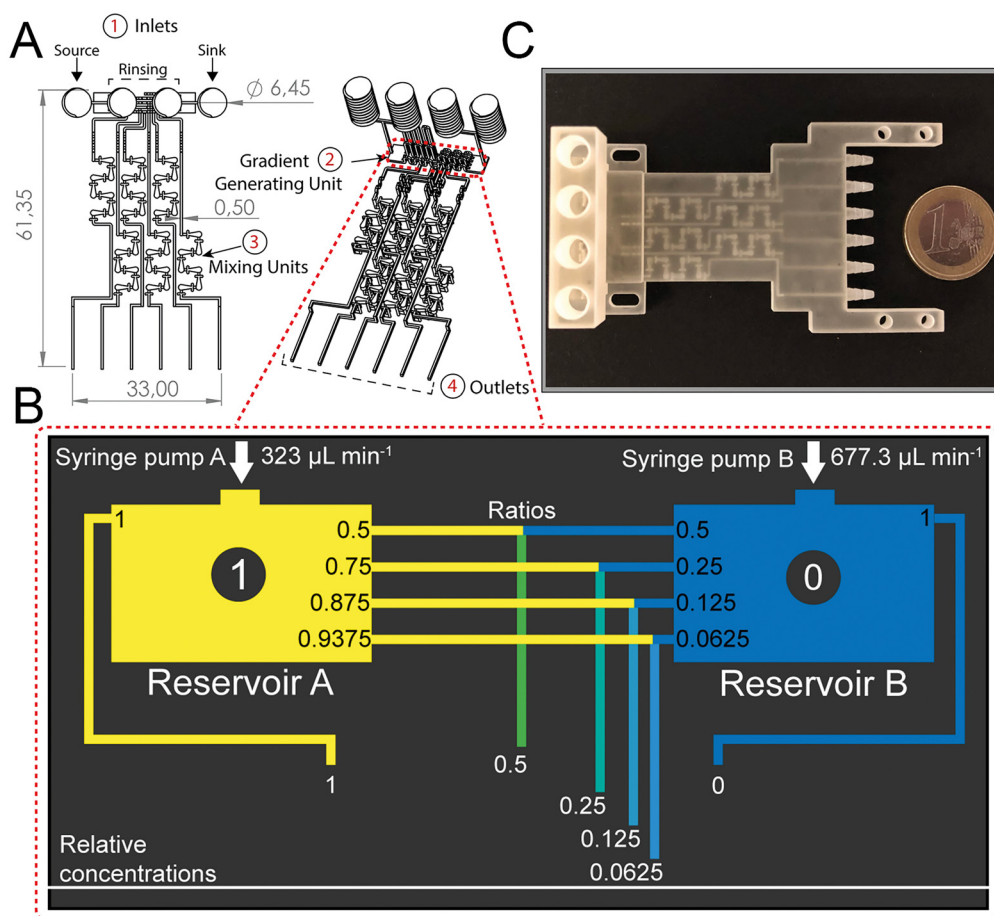 A
1 Inlets
Source
Sink
Rinsing
Ø 6,45
61,35
0,50
3
Mixing Units
33,00
Gradient 2
Generating Unit
4 Outlets
C
1
B
Syringe pump A 323 µL min⁻¹
Syringe pump B 677.3 µL min⁻¹
1
Ratios
1
0.5
0.5
0.75
0.25
0.875
0.125
0.9375
0.0625
1
0
Reservoir A
Reservoir B
1
0.5
0.25
0.125
0.0625
0
Relative
concentrations